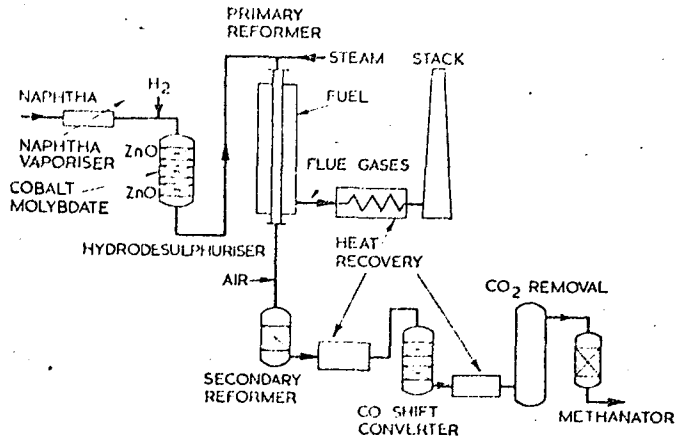 PRIMARY
REFORMER
STEAM
STACK
H2
NAPHTHA
FUEL
NAPHTHA
VAPORISER
ZnO
FLUE GASES
COBALT
MOLYBDATE
ZnO
HYDRODESULPHURISER
HEAT
RECOVERY
AIR
CO2 REMOVAL
SECONDARY
REFORMER
CO SHIFT
CONVERTER
METHANATOR